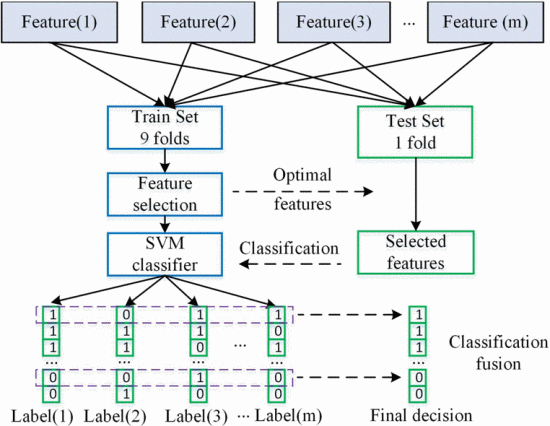 Feature(1) Feature(2) Feature(3) ... Feature (m)
Train Set
9 folds
Test Set
1 fold
Feature
selection
Optimal
features
SVM
classifier
Classification
Selected
features
1 0 1 1 1
1 1 0 1 1
1 1 0 ... 0 1
... ... ... ... ...
0 0 1 0 0
0 1 0 0 0
Classification
fusion
Label(1) Label(2) Label(3) ... Label(m) Final decision